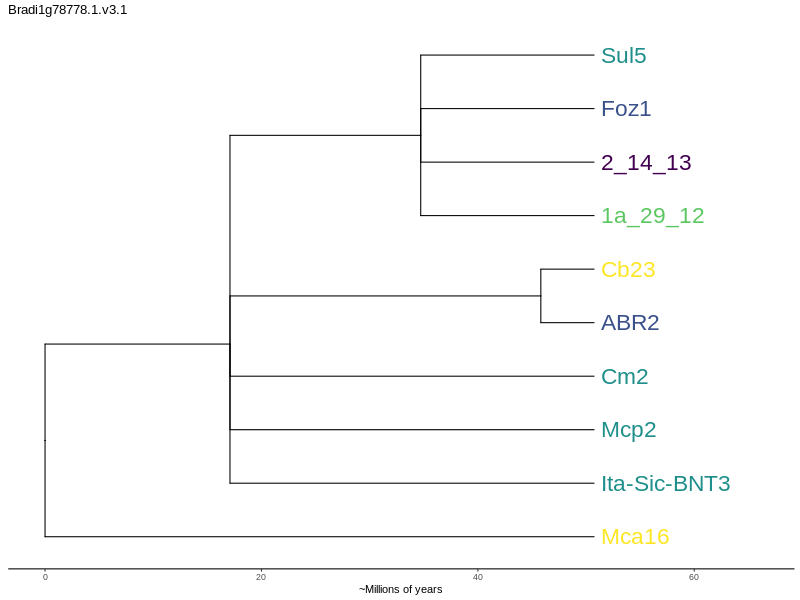 Bradi1g78778.1.v3.1
Sul5
Foz1
2_14_13
1a_29_12
Cb23
ABR2
Cm2
Mcp2
Ita-Sic-BNT3
Mca16
0 20 40 60
~Millions of years